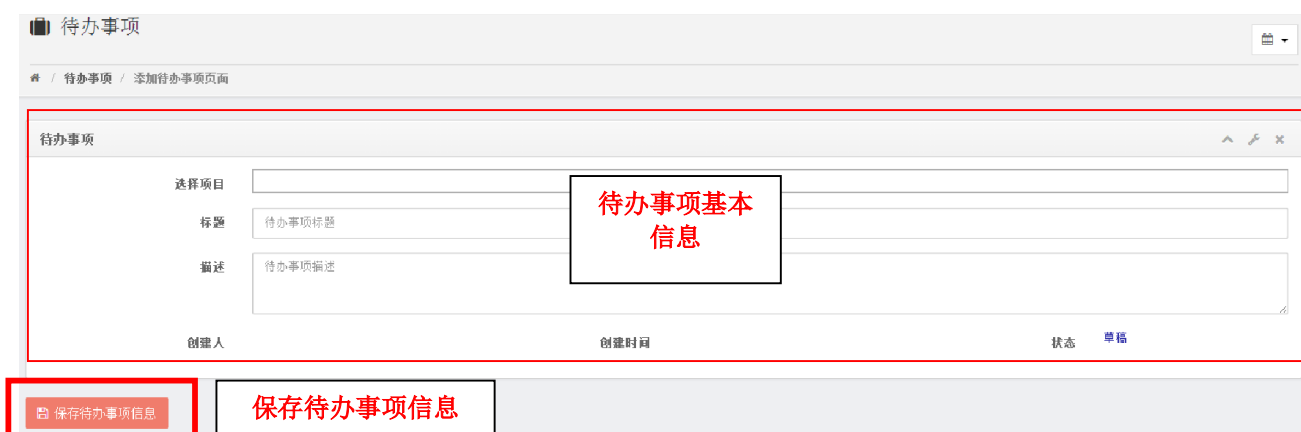 待办事项
/ 待办事项 / 添加待办事项页面
待办事项
选择项目
标题 待办事项标题
描述 待办事项描述
待办事项基本
信息
创建人 创建时间 状态 草稿
保存待办事项信息 保存待办事项信息